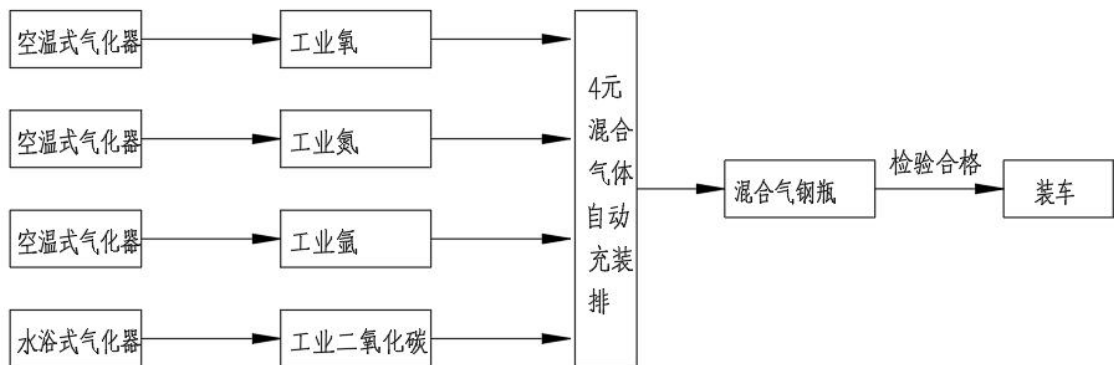 空温式气化器
工业氧
空温式气化器
工业氮
空温式气化器
工业氩
水浴式气化器
工业二氧化碳
4元
混合
气体
自动
充装
排
混合气钢瓶
检验合格
装车